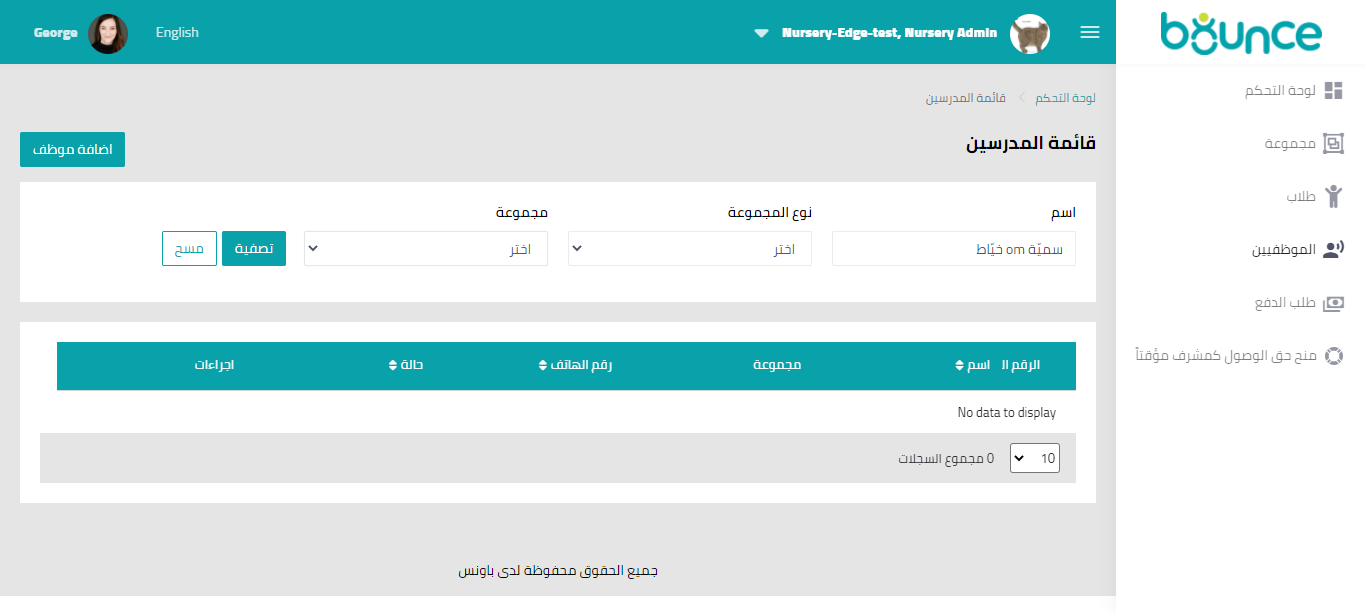 bounce
Nursery-Edge-test, Nursery Admin
English
George
لوحة التحكم
مجموعة
طلاب
الموظفيين
طلب الدفع
منح حق الوصول كمشرف مؤقتاً
لوحة التحكم
قائمة المدرسين
قائمة المدرسين
اضافة موظف
اسم
نوع المجموعة
مجموعة
سميّة om خيّاط
اختر
اختر
تصفية
مسح
الرقم ال
اسم
مجموعة
رقم الهاتف
حالة
اجراءات
No data to display
10
0 مجموع السجلات
جميع الحقوق محفوظة لدى باونس